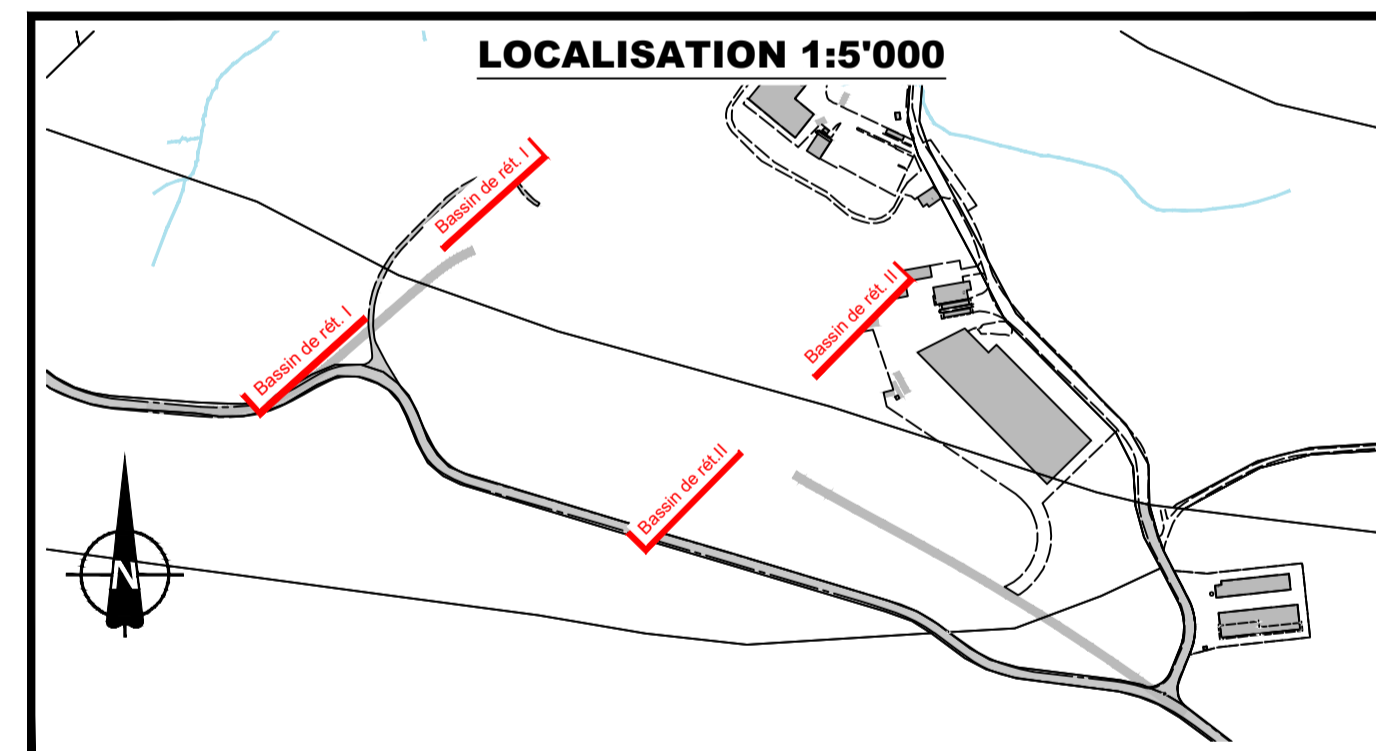 LOCALISATION 1:5'000
Bassin de rét. I
Bassin de rét. II
Bassin de rét. I
Bassin de rét.II
N